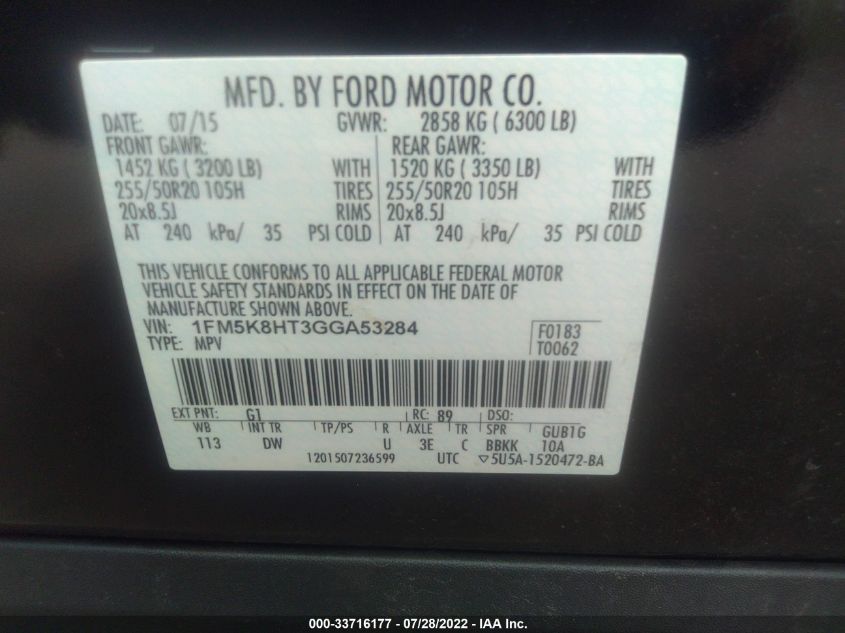 MFD. BY FORD MOTOR CO.
DATE: 07/15 GVWR: 2858 KG ( 6300 LB)
FRONT GAWR: REAR GAWR:
1452 KG ( 3200 LB) WITH 1520 KG ( 3350 LB) WITH
255/50R20 105H TIRES 255/50R20 105H TIRES
20x8.5J RIMS 20x8.5J RIMS
AT 240 kPa/ 35 PSI COLD AT 240 kPa/ 35 PSI COLD
THIS VEHICLE CONFORMS TO ALL APPLICABLE FEDERAL MOTOR
VEHICLE SAFETY STANDARDS IN EFFECT ON THE DATE OF
MANUFACTURE SHOWN ABOVE.
VIN: 1FM5K8HT3GGA53284 F0183
TYPE: MPV T0062
EXT PNT: G1 RC: 89 DSO:
WB INT TR TP/PS R AXLE TR SPR GUB1G
113 DW U 3E C BBKK 10A
1201507236599 UTC ▽5U5A-1520472-BA
000-33716177 - 07/28/2022 - IAA Inc.